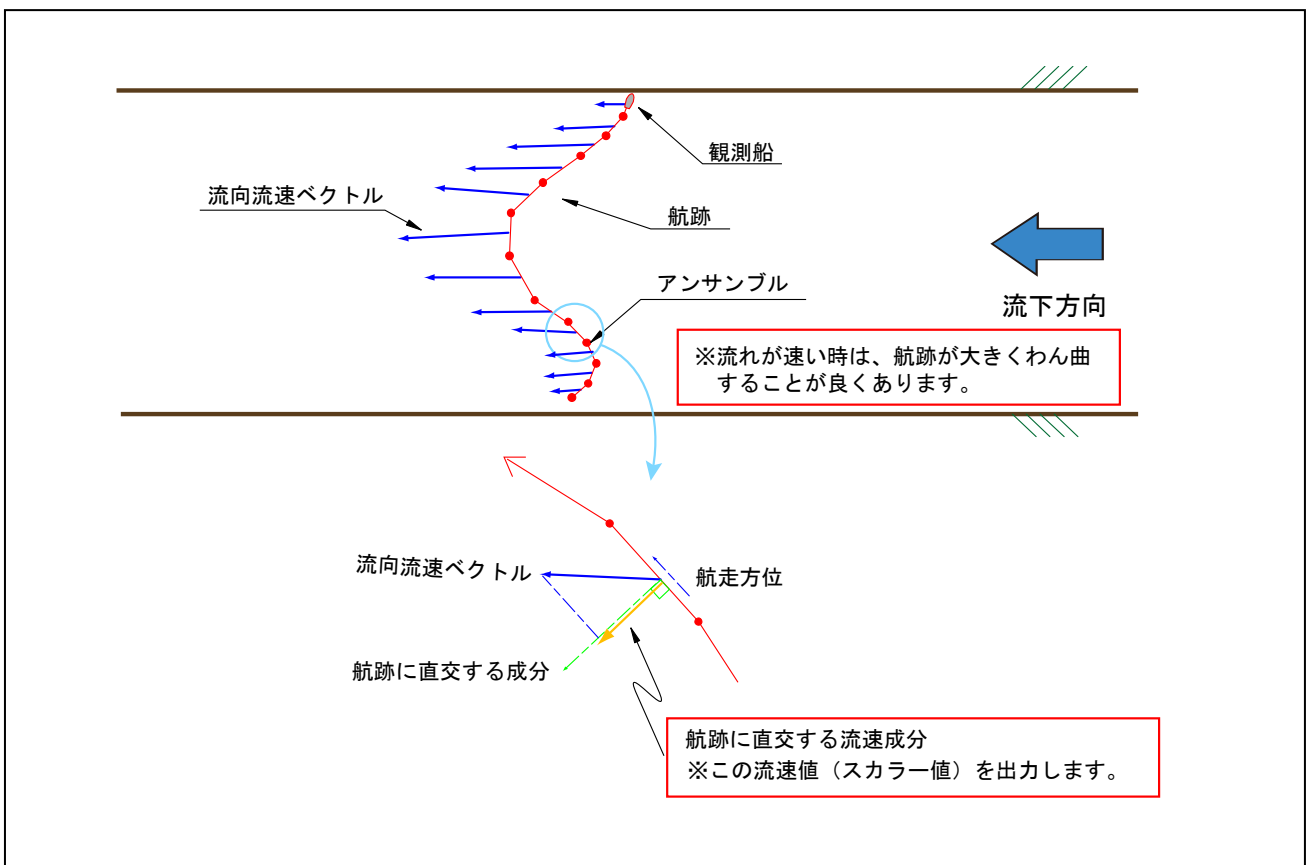 観測船
流向流速ベクトル
航跡
アンサンブル
流下方向
※流れが速い時は、航跡が大きくわん曲
することが良くあります。
流向流速ベクトル
航走方位
航跡に直交する成分
航跡に直交する流速成分
※この流速値（スカラー値）を出力します。